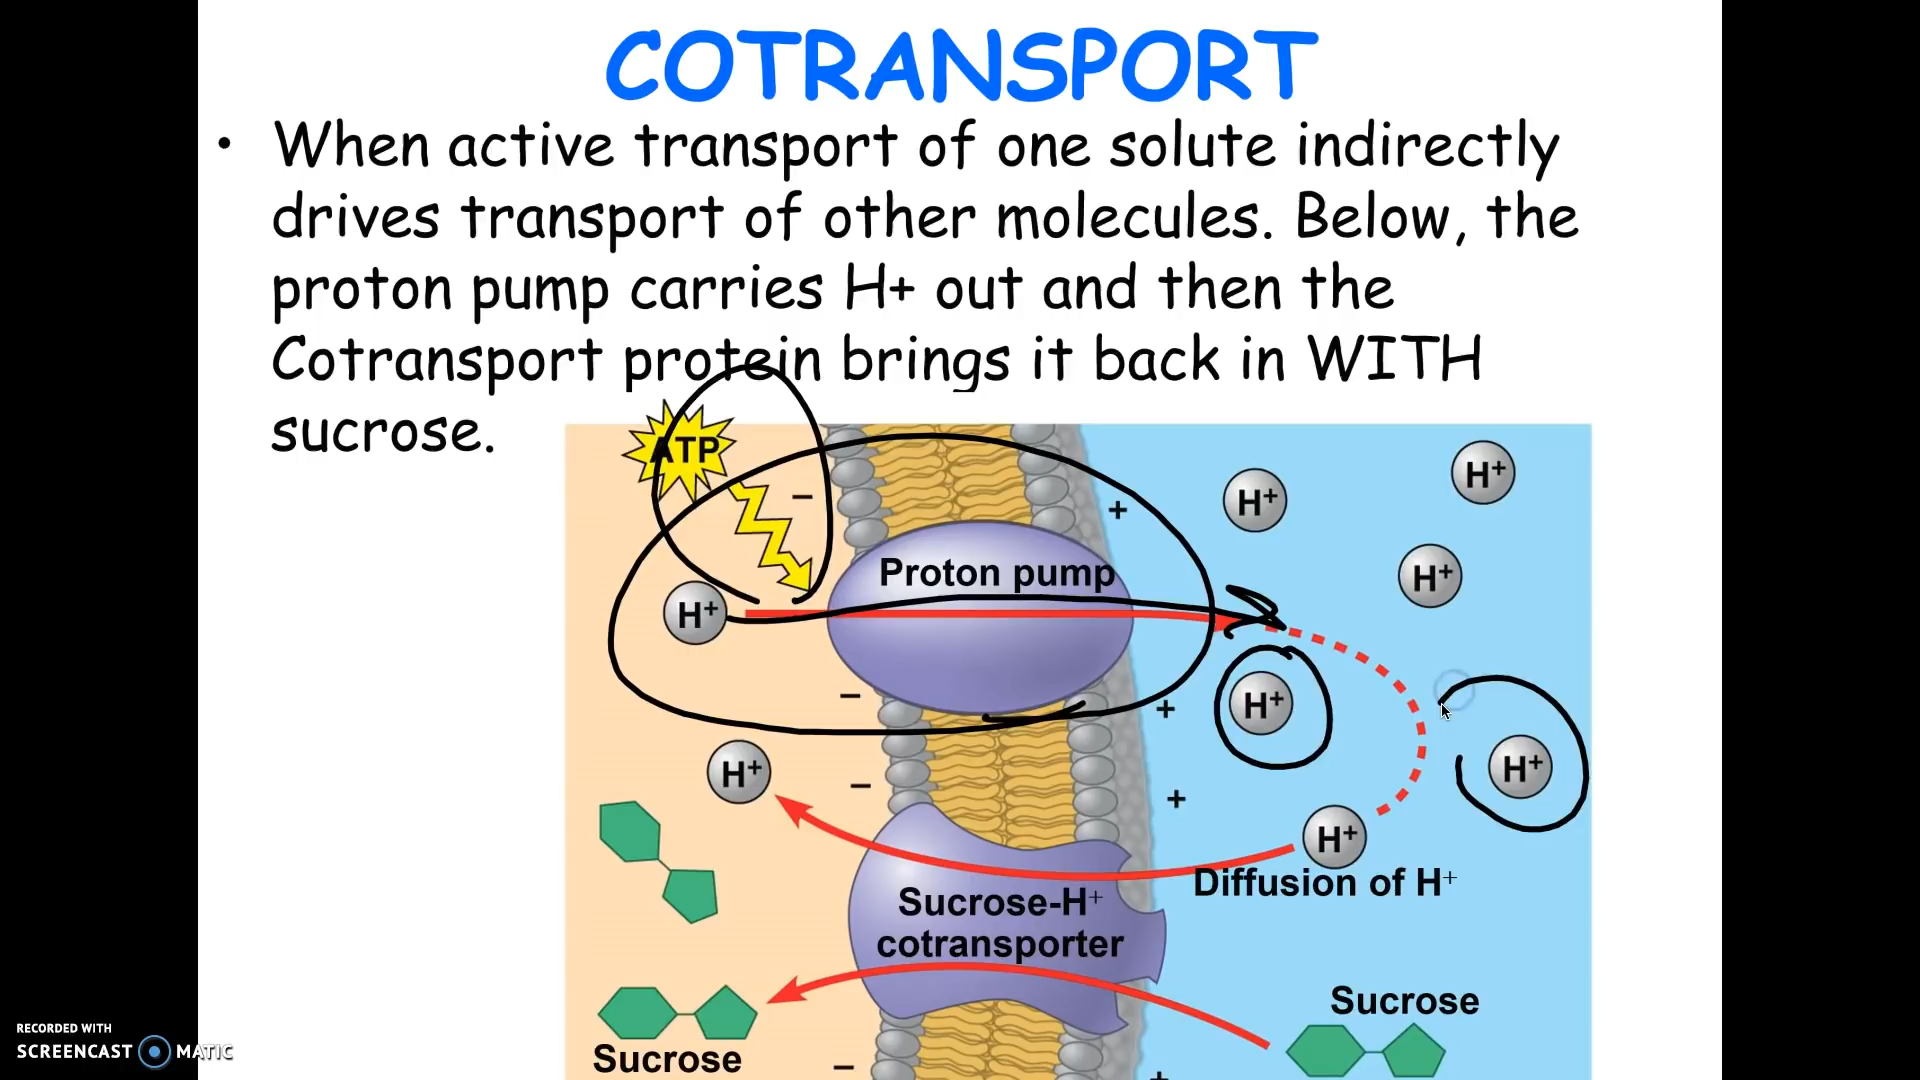 COTRANSPORT
• When active transport of one solute indirectly
drives transport of other molecules. Below, the
proton pump carries H+ out and then the
Cotransport protein brings it back in WITH
sucrose.
ATP
–
+
H⁺
H⁺
Proton pump
H⁺
H⁺
–
+
H⁺
H⁺
H⁺
–
+
H⁺
Diffusion of H⁺
Sucrose-H⁺
cotransporter
Sucrose
Sucrose
–
+
RECORDED WITH
SCREENCAST MATIC